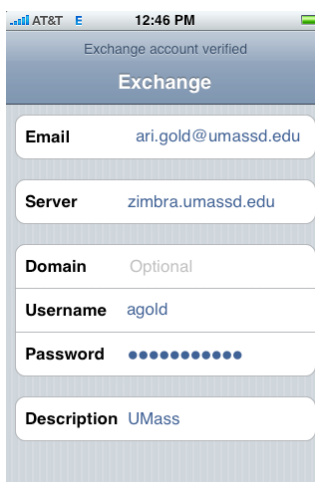 AT&T E 12:46 PM
Exchange account verified
Exchange
Email ari.gold@umassd.edu
Server zimbra.umassd.edu
Domain Optional
Username agold
Password ●●●●●●●●●●●
Description UMass